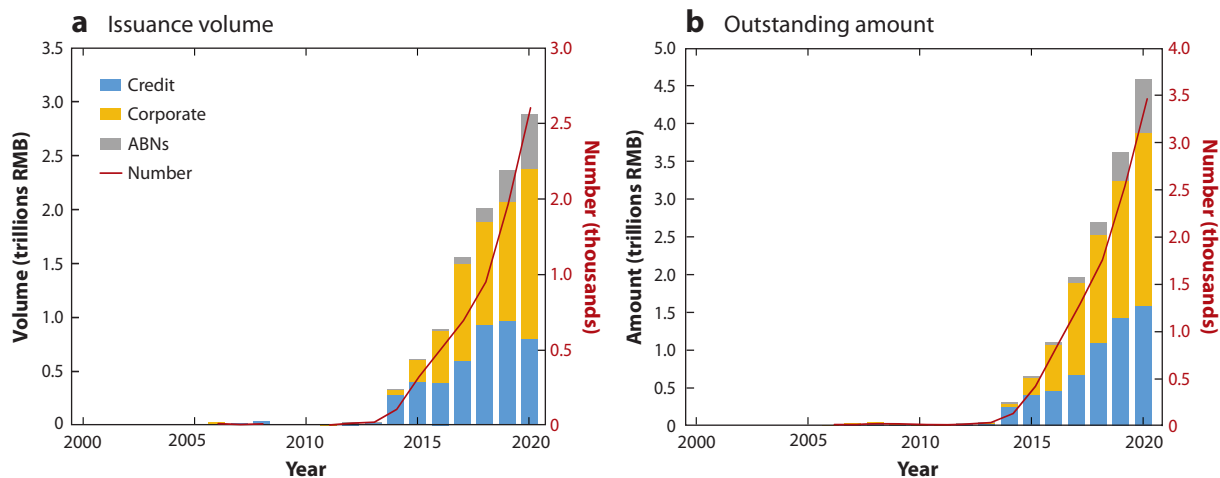 a Issuance volume
3.5
3.0
2.5
2.0
1.5
1.0
0.5
0
Volume (trillions RMB)
Credit
Corporate
ABNs
Number
3.0
2.5
2.0
1.0
0.5
0
Number (thousands)
2000 2005 2010 2015 2020
Year
b Outstanding amount
5.0
4.5
4.0
3.5
3.0
2.5
2.0
1.5
1.0
0.5
0
Amount (trillions RMB)
4.0
3.5
3.0
2.5
2.0
1.5
1.0
0.5
0
Number (thousands)
2000 2005 2010 2015 2020
Year